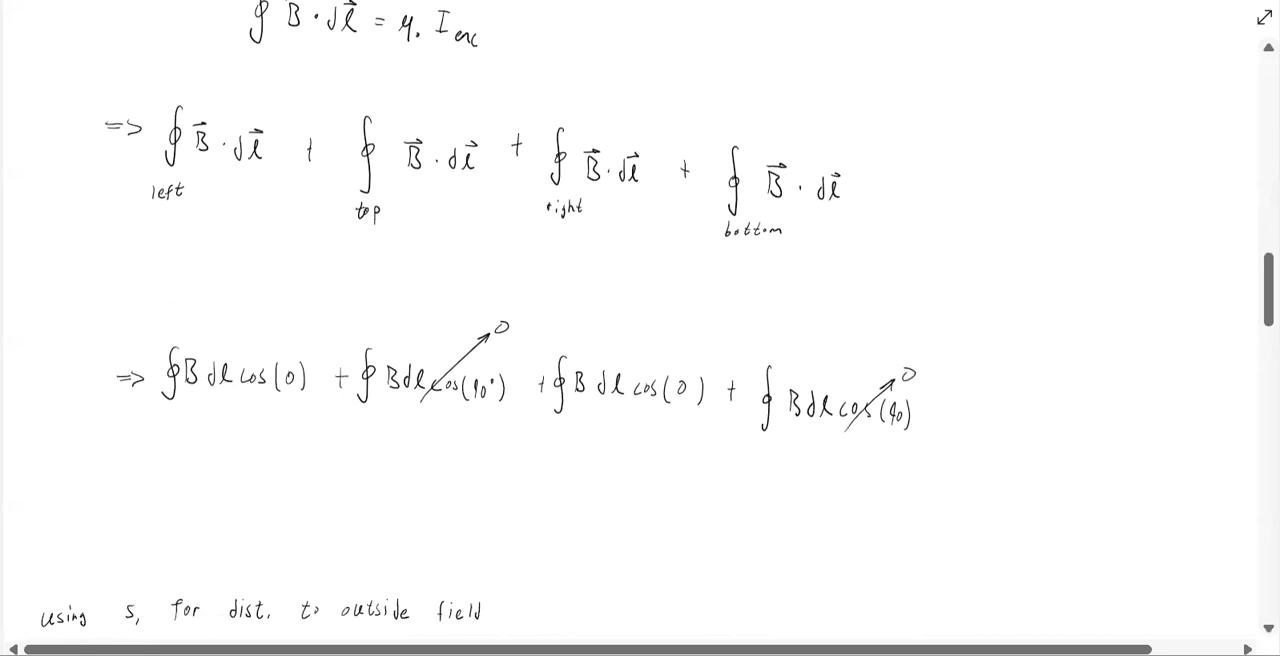 ∮ B · dl⃗ = μ₀ I enc
=> ∮ B⃗ · dl⃗ + ∮ B⃗ · dl⃗ + ∮ B⃗ · dl⃗ + ∮ B⃗ · dl⃗
left top right bottom
=> ∮ B dl cos(0) + ∮ B dl cos(90°) 0 + ∮ B dl cos(0) + ∮ B dl cos(90) 0
using s, for dist. to outside field